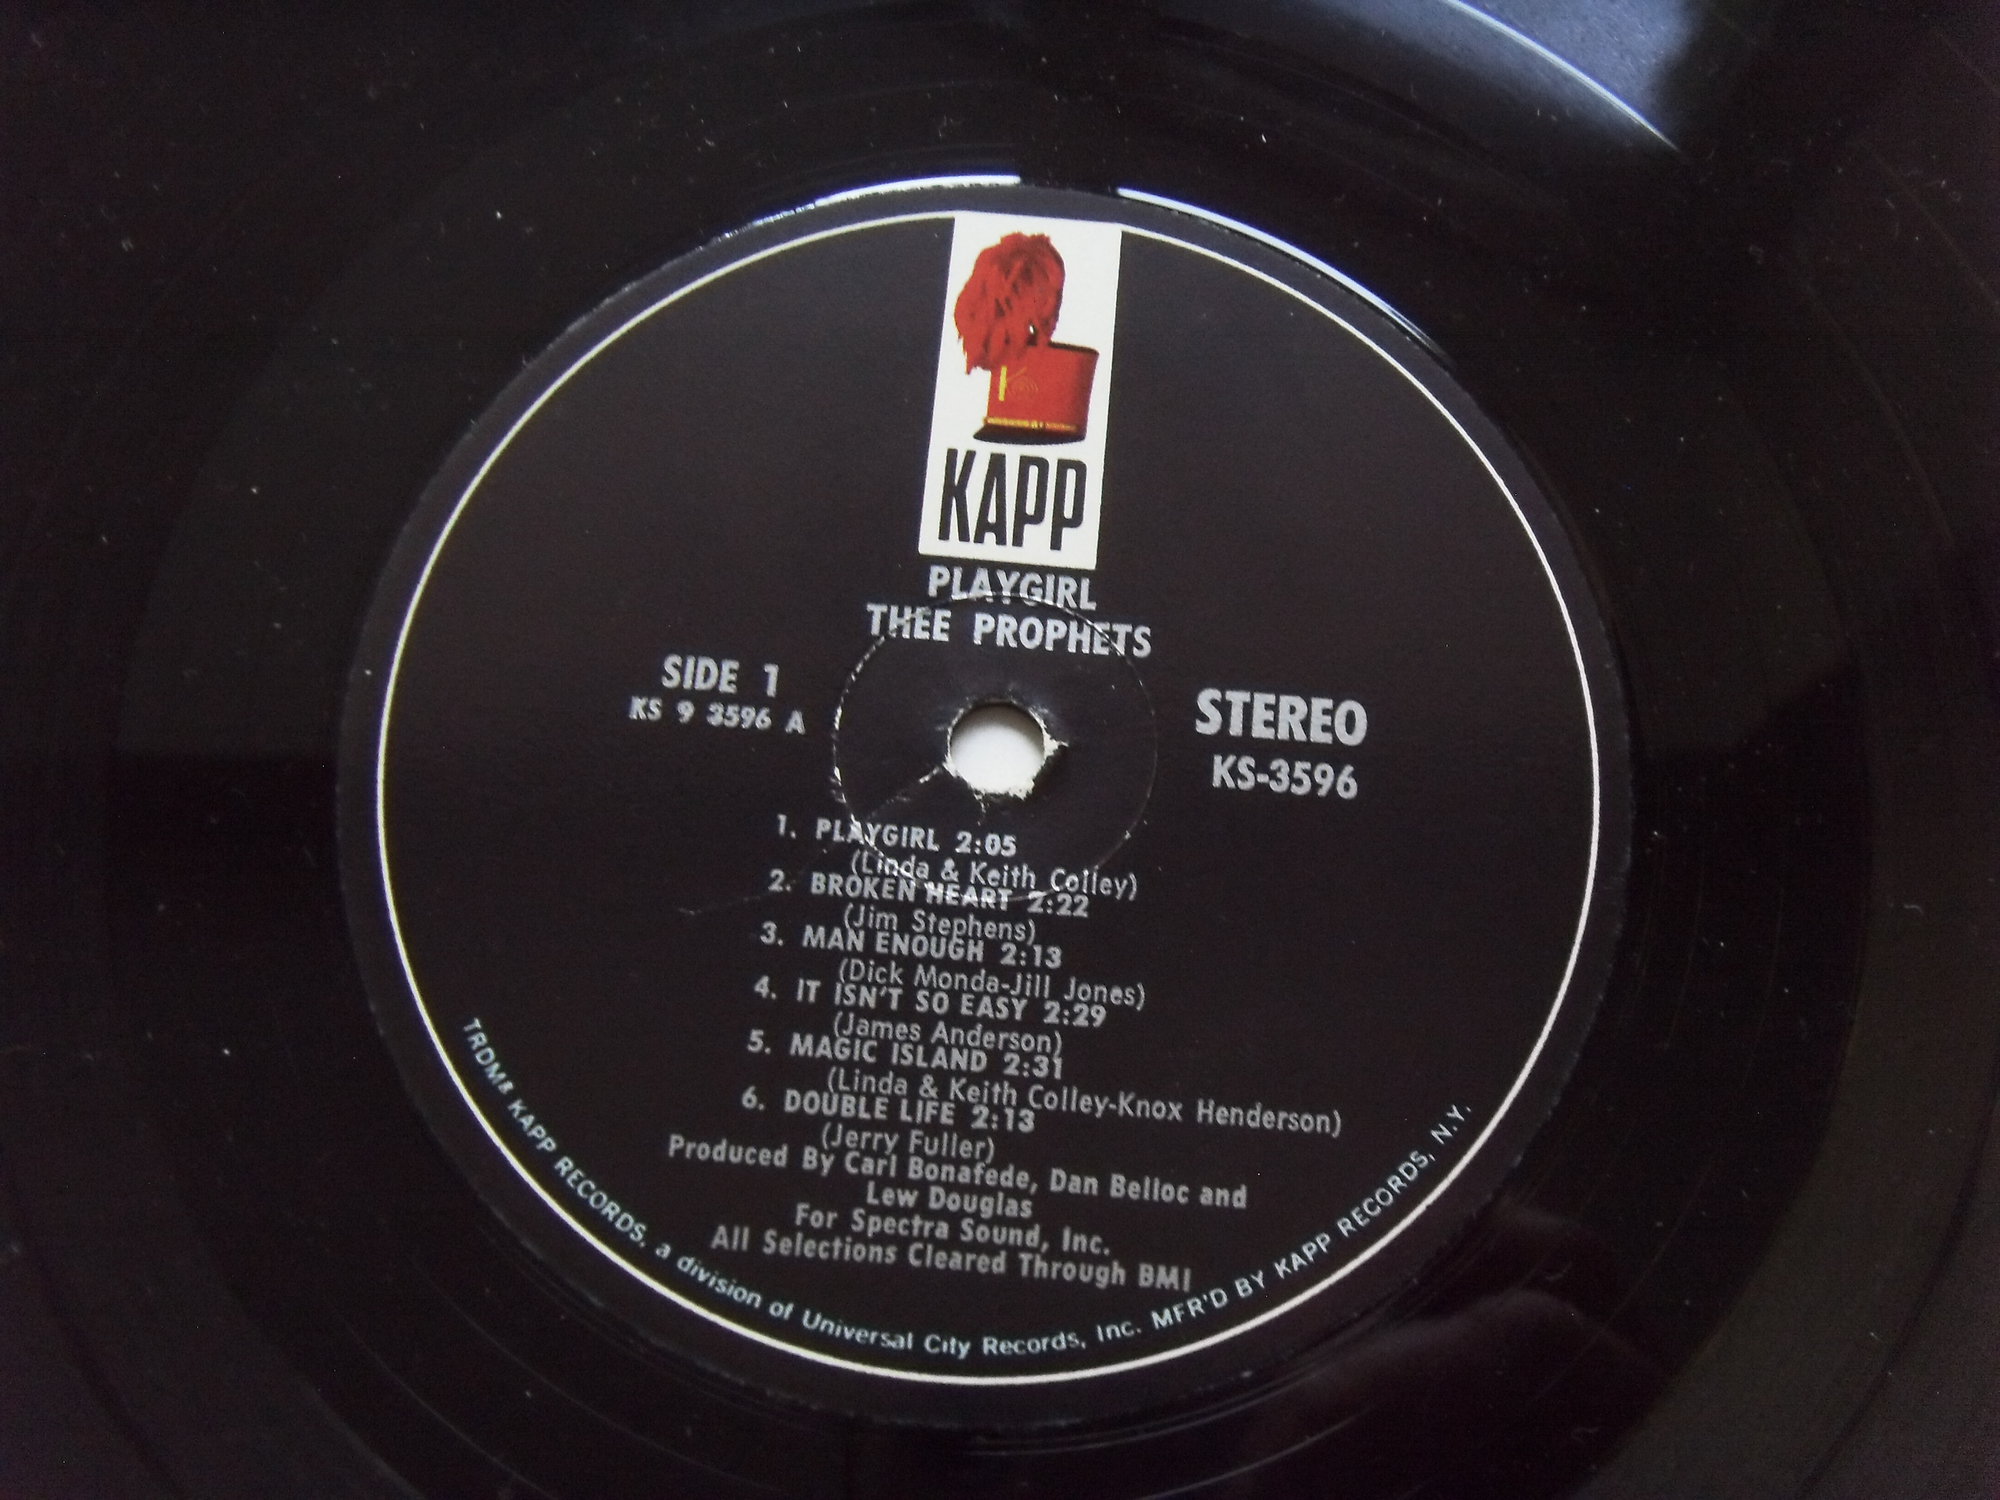 KAPP
PLAYGIRL
THEE PROPHETS
SIDE 1
KS 9 3596 A
STEREO
KS-3596
1. PLAYGIRL 2:05
(Linda & Keith Colley)
2. BROKEN HEART 2:22
(Jim Stephens)
3. MAN ENOUGH 2:13
(Dick Monda-Jill Jones)
4. IT ISN'T SO EASY 2:29
(James Anderson)
5. MAGIC ISLAND 2:31
(Linda & Keith Colley-Knox Henderson)
6. DOUBLE LIFE 2:13
(Jerry Fuller)
Produced By Carl Bonafede, Dan Belloc and
Lew Douglas
For Spectra Sound, Inc.
All Selections Cleared Through BMI
TRDMK KAPP RECORDS, a division of Universal City Records, Inc. MFR'D BY KAPP RECORDS, N.Y.